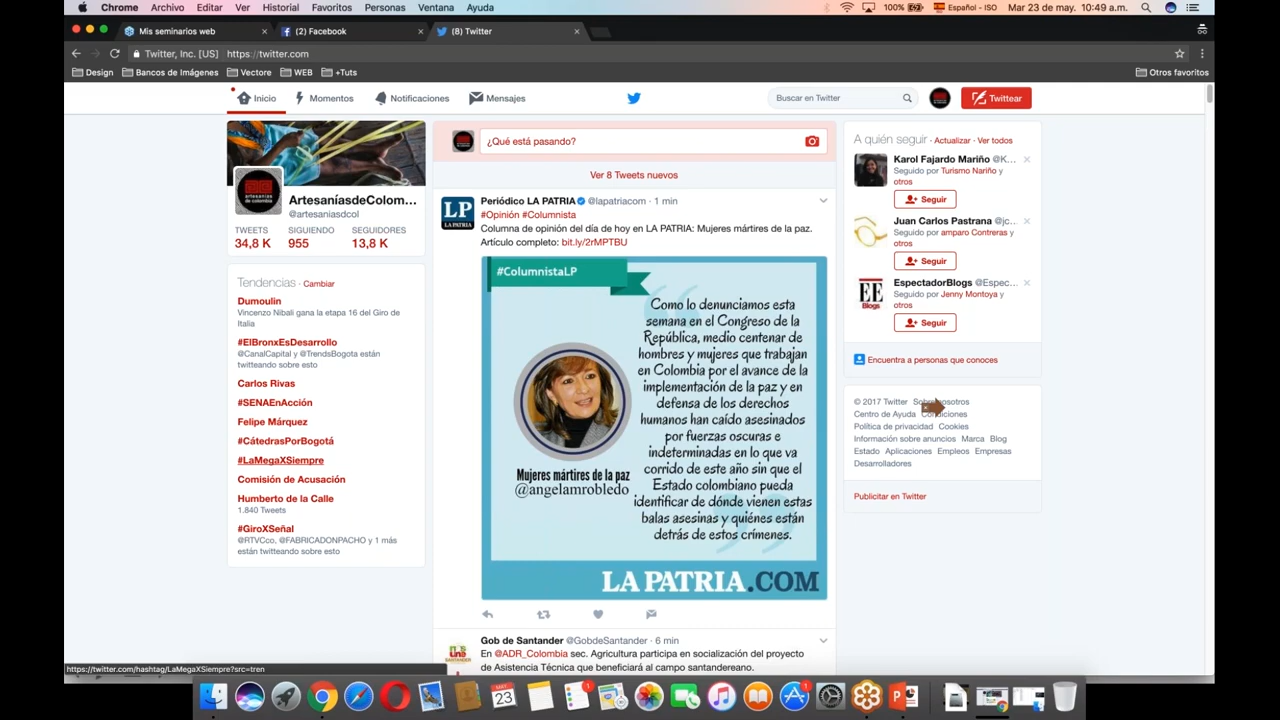 Chrome Archivo Editar Ver Historial Favoritos Personas Ventana Ayuda
100% Español - ISO Mar 23 de may. 10:49 a.m.
Mis seminarios web
(2) Facebook
(8) Twitter
Twitter, Inc. [US] https://twitter.com
Design Bancos de Imágenes Vectore WEB +Tuts Otros favoritos
Inicio Momentos Notificaciones Mensajes
Buscar en Twitter
Twittear
artesanías
de colombia
ArtesaníasdeColom...
@artesaniasdcol
TWEETS SIGUIENDO SEGUIDORES
34,8 K 955 13,8 K
Tendencias · Cambiar
Dumoulin
Vincenzo Nibali gana la etapa 16 del Giro de
Italia
#ElBronxEsDesarrollo
@CanalCapital y @TrendsBogota están
twitteando sobre esto
Carlos Rivas
#SENAEnAcción
Felipe Márquez
#CátedrasPorBogotá
#LaMegaXSiempre
Comisión de Acusación
Humberto de la Calle
1.840 Tweets
#GiroXSeñal
@RTVCco, @FABRICADONPACHO y 1 más
están twitteando sobre esto
¿Qué está pasando?
Ver 8 Tweets nuevos
LP
LA PATRIA
Periódico LA PATRIA @lapatriacom · 1 min
#Opinión #Columnista
Columna de opinión del día de hoy en LA PATRIA: Mujeres mártires de la paz.
Artículo completo: bit.ly/2rMPTBU
#ColumnistaLP
Como lo denunciamos esta
semana en el Congreso de la
República, medio centenar de
hombres y mujeres que trabajan
en Colombia por el avance de la
implementación de la paz y en
defensa de los derechos
humanos han caído asesinados
por fuerzas oscuras e
indeterminadas en lo que va
corrido de este año sin que el
Estado colombiano pueda
identificar de dónde vienen estas
balas asesinas y quiénes están
detrás de estos crímenes.
Mujeres mártires de la paz
@angelamrobledo
LA PATRIA.COM
Gob de Santander @GobdeSantander · 6 min
En @ADR_Colombia sec. Agricultura participa en socialización del proyecto
de Asistencia Técnica que beneficiará al campo santandereano.
A quién seguir · Actualizar · Ver todos
Karol Fajardo Mariño @K...
Seguido por Turismo Nariño y
otros
Seguir
Juan Carlos Pastrana @jc...
Seguido por amparo Contreras y
otros
Seguir
EE
Blogs
EspectadorBlogs @Espec...
Seguido por Jenny Montoya y
otros
Seguir
Encuentra a personas que conoces
© 2017 Twitter Sobre nosotros
Centro de Ayuda Condiciones
Política de privacidad Cookies
Información sobre anuncios Marca Blog
Estado Aplicaciones Empleos Empresas
Desarrolladores
Publicitar en Twitter
https://twitter.com/hashtag/LaMegaXSiempre?src=tren
23
1
1